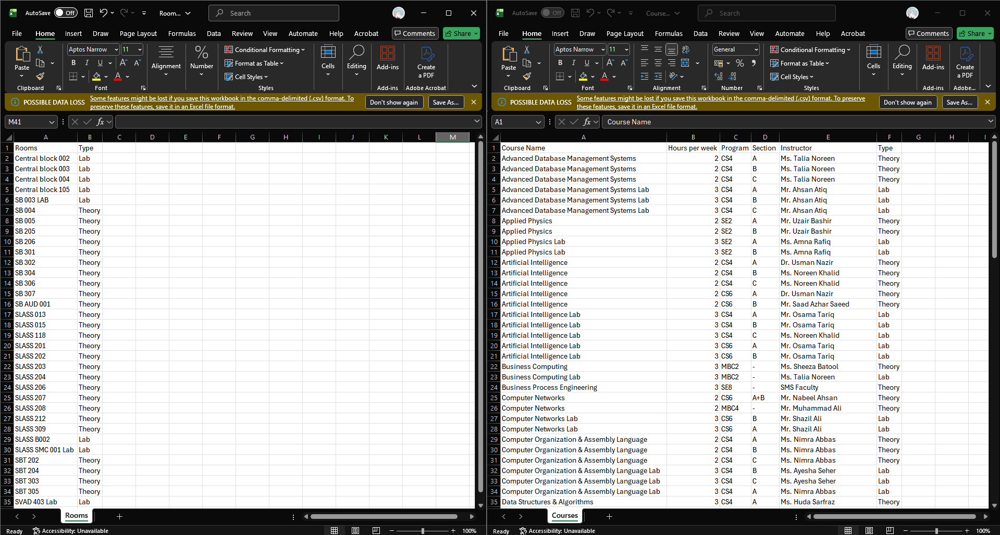 AutoSave Off Room... Search
File Home Insert Draw Page Layout Formulas Data Review View Automate Help Acrobat Comments Share
Aptos Narrow 11 Conditional Formatting
Paste B I U A A Alignment Number Format as Table Cells Editing Add-ins Create a PDF
A Cell Styles
Clipboard Font Styles Add-ins Adobe Acrobat
POSSIBLE DATA LOSS Some features might be lost if you save this workbook in the comma-delimited (.csv) format. To preserve these features, save it in an Excel file format. Don't show again Save As...
M41 fx
A B C D E F G H I J K L M
1 Rooms Type
2 Central block 002 Lab
3 Central block 003 Lab
4 Central block 004 Lab
5 Central block 105 Lab
6 SB 003 LAB Lab
7 SB 004 Theory
8 SB 005 Theory
9 SB 205 Theory
10 SB 206 Theory
11 SB 301 Theory
12 SB 302 Theory
13 SB 304 Theory
14 SB 306 Theory
15 SB 307 Theory
16 SB AUD 001 Theory
17 SLASS 013 Theory
18 SLASS 015 Theory
19 SLASS 118 Theory
20 SLASS 201 Theory
21 SLASS 202 Theory
22 SLASS 203 Theory
23 SLASS 204 Theory
24 SLASS 206 Theory
25 SLASS 207 Theory
26 SLASS 208 Theory
27 SLASS 212 Theory
28 SLASS 309 Theory
29 SLASS B002 Lab
30 SLASS SMC 001 Lab Lab
31 SBT 202 Theory
32 SBT 204 Theory
33 SBT 303 Theory
34 SBT 305 Theory
35 SVAD 403 Lab Lab
Rooms
Ready Accessibility: Unavailable 100%
AutoSave Off Course... Search
File Home Insert Draw Page Layout Formulas Data Review View Automate Help Acrobat Comments Share
Aptos Narrow 11 ab General Conditional Formatting
Paste B I U A A % 9 Format as Table Cells Editing Add-ins Create a PDF
A Cell Styles
Clipboard Font Alignment Number Styles Add-ins Adobe...
POSSIBLE DATA LOSS Some features might be lost if you save this workbook in the comma-delimited (.csv) format. To preserve these features, save it in an Excel file format. Don't show again Save As...
A1 fx Course Name
A B C D E F G H I
1 Course Name Hours per week Program Section Instructor Type
2 Advanced Database Management Systems 2 CS4 A Ms. Talia Noreen Theory
3 Advanced Database Management Systems 2 CS4 B Ms. Talia Noreen Theory
4 Advanced Database Management Systems 2 CS4 C Ms. Talia Noreen Theory
5 Advanced Database Management Systems Lab 3 CS4 A Mr. Ahsan Atiq Lab
6 Advanced Database Management Systems Lab 3 CS4 B Mr. Ahsan Atiq Lab
7 Advanced Database Management Systems Lab 3 CS4 C Mr. Ahsan Atiq Lab
8 Applied Physics 2 SE2 A Mr. Uzair Bashir Theory
9 Applied Physics 2 SE2 B Mr. Uzair Bashir Theory
10 Applied Physics Lab 3 SE2 A Ms. Amna Rafiq Lab
11 Applied Physics Lab 3 SE2 B Ms. Amna Rafiq Lab
12 Artificial Intelligence 2 CS4 A Dr. Usman Nazir Theory
13 Artificial Intelligence 2 CS4 B Ms. Noreen Khalid Theory
14 Artificial Intelligence 2 CS4 C Ms. Noreen Khalid Theory
15 Artificial Intelligence 2 CS6 A Dr. Usman Nazir Theory
16 Artificial Intelligence 2 CS6 B Mr. Saad Azhar Saeed Theory
17 Artificial Intelligence Lab 3 CS4 A Mr. Osama Tariq Lab
18 Artificial Intelligence Lab 3 CS4 B Mr. Osama Tariq Lab
19 Artificial Intelligence Lab 3 CS4 C Ms. Noreen Khalid Lab
20 Artificial Intelligence Lab 3 CS6 A Mr. Osama Tariq Lab
21 Artificial Intelligence Lab 3 CS6 B Mr. Osama Tariq Lab
22 Business Computing 3 MBC2 - Ms. Sheeza Batool Theory
23 Business Computing Lab 3 MBC2 - Ms. Talia Noreen Lab
24 Business Process Engineering 3 SE8 - SMS Faculty Theory
25 Computer Networks 2 CS6 A+B Mr. Nabeel Ahsan Theory
26 Computer Networks 2 MBC4 - Mr. Muhammad Ali Theory
27 Computer Networks Lab 3 CS6 B Mr. Shazil Ali Lab
28 Computer Networks Lab 3 CS6 A Mr. Shazil Ali Lab
29 Computer Organization & Assembly Language 2 CS4 A Ms. Nimra Abbas Theory
30 Computer Organization & Assembly Language 2 CS4 B Ms. Nimra Abbas Theory
31 Computer Organization & Assembly Language 2 CS4 C Ms. Nimra Abbas Theory
32 Computer Organization & Assembly Language Lab 3 CS4 B Ms. Ayesha Seher Lab
33 Computer Organization & Assembly Language Lab 3 CS4 C Ms. Ayesha Seher Lab
34 Computer Organization & Assembly Language Lab 3 CS4 A Ms. Nimra Abbas Lab
35 Data Structures & Algorithms 3 CS4 A Ms. Huda Sarfraz Theory
Courses
Ready Accessibility: Unavailable 100%